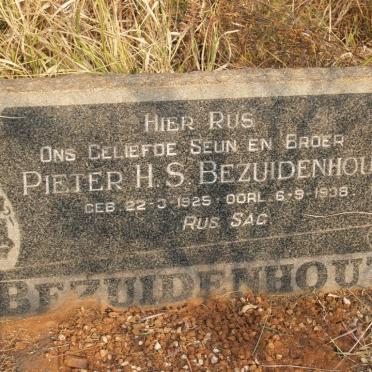 HIER RUS
ONS GELIEFDE SEUN EN BROER
PIETER H.S. BEZUIDENHOU
GEB. 22-3-1925 · OORL. 6-9-1938
RUS SAG
BEZUIDENHOU